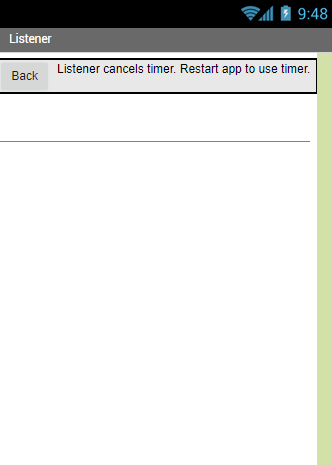 9:48
Listener
Back
Listener cancels timer. Restart app to use timer.